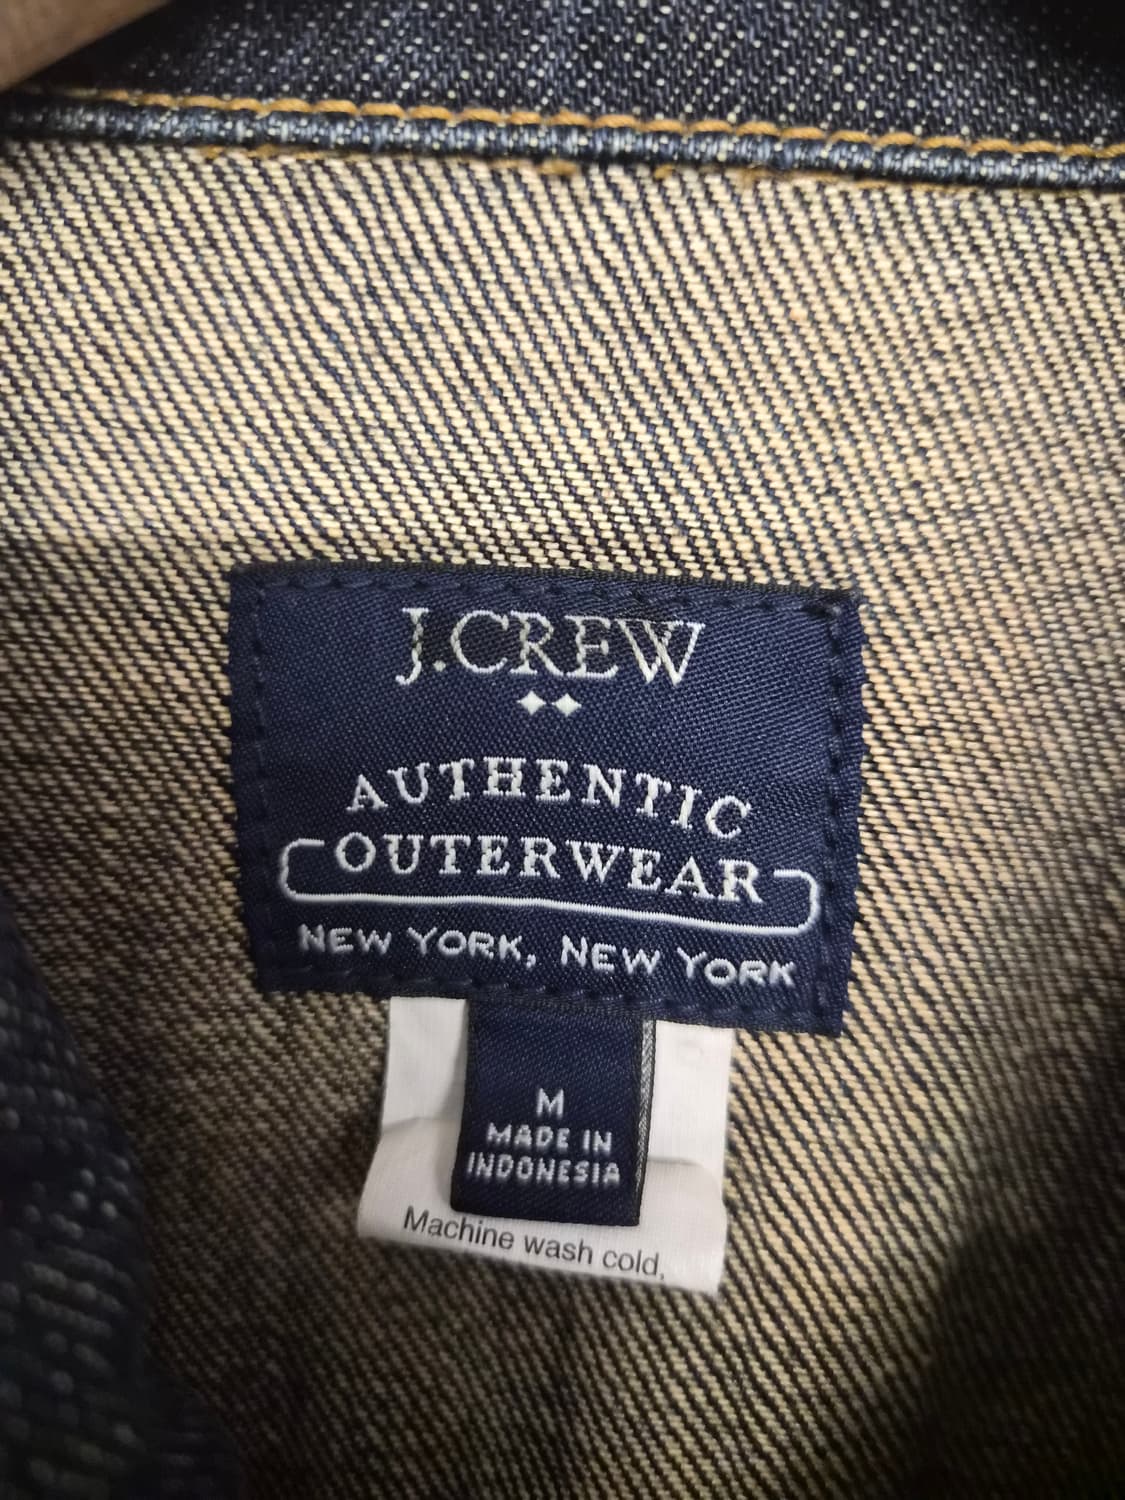 J.CREW
AUTHENTIC
OUTERWEAR
NEW YORK, NEW YORK
M
MADE IN
INDONESIA
Machine wash cold,